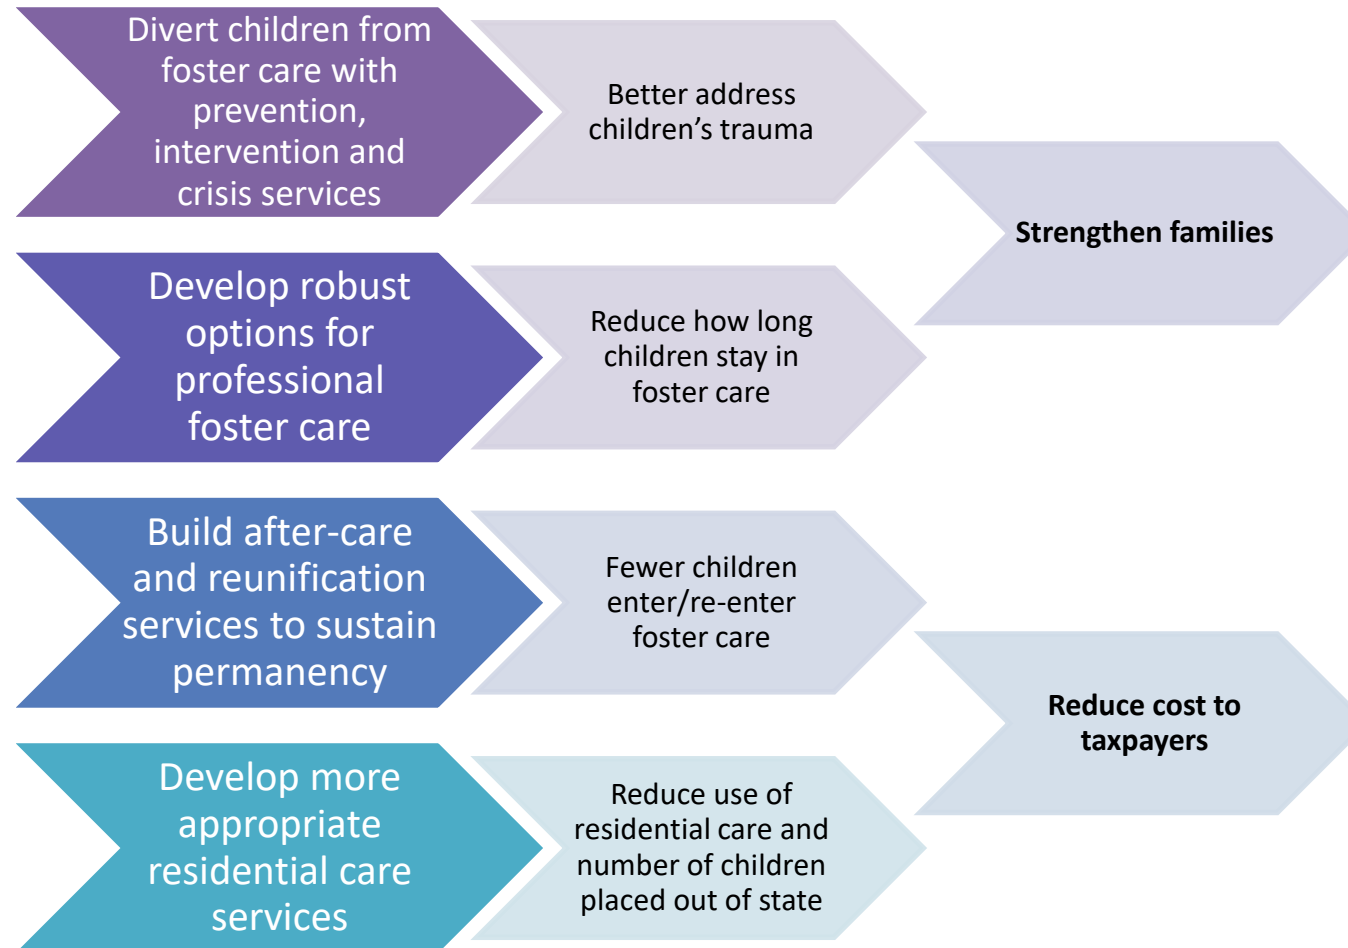 Divert children from
foster care with
prevention,
intervention and
crisis services
Better address
children’s trauma
Strengthen families
Develop robust
options for
professional
foster care
Reduce how long
children stay in
foster care
Build after-care
and reunification
services to sustain
permanency
Fewer children
enter/re-enter
foster care
Reduce cost to
taxpayers
Develop more
appropriate
residential care
services
Reduce use of
residential care and
number of children
placed out of state